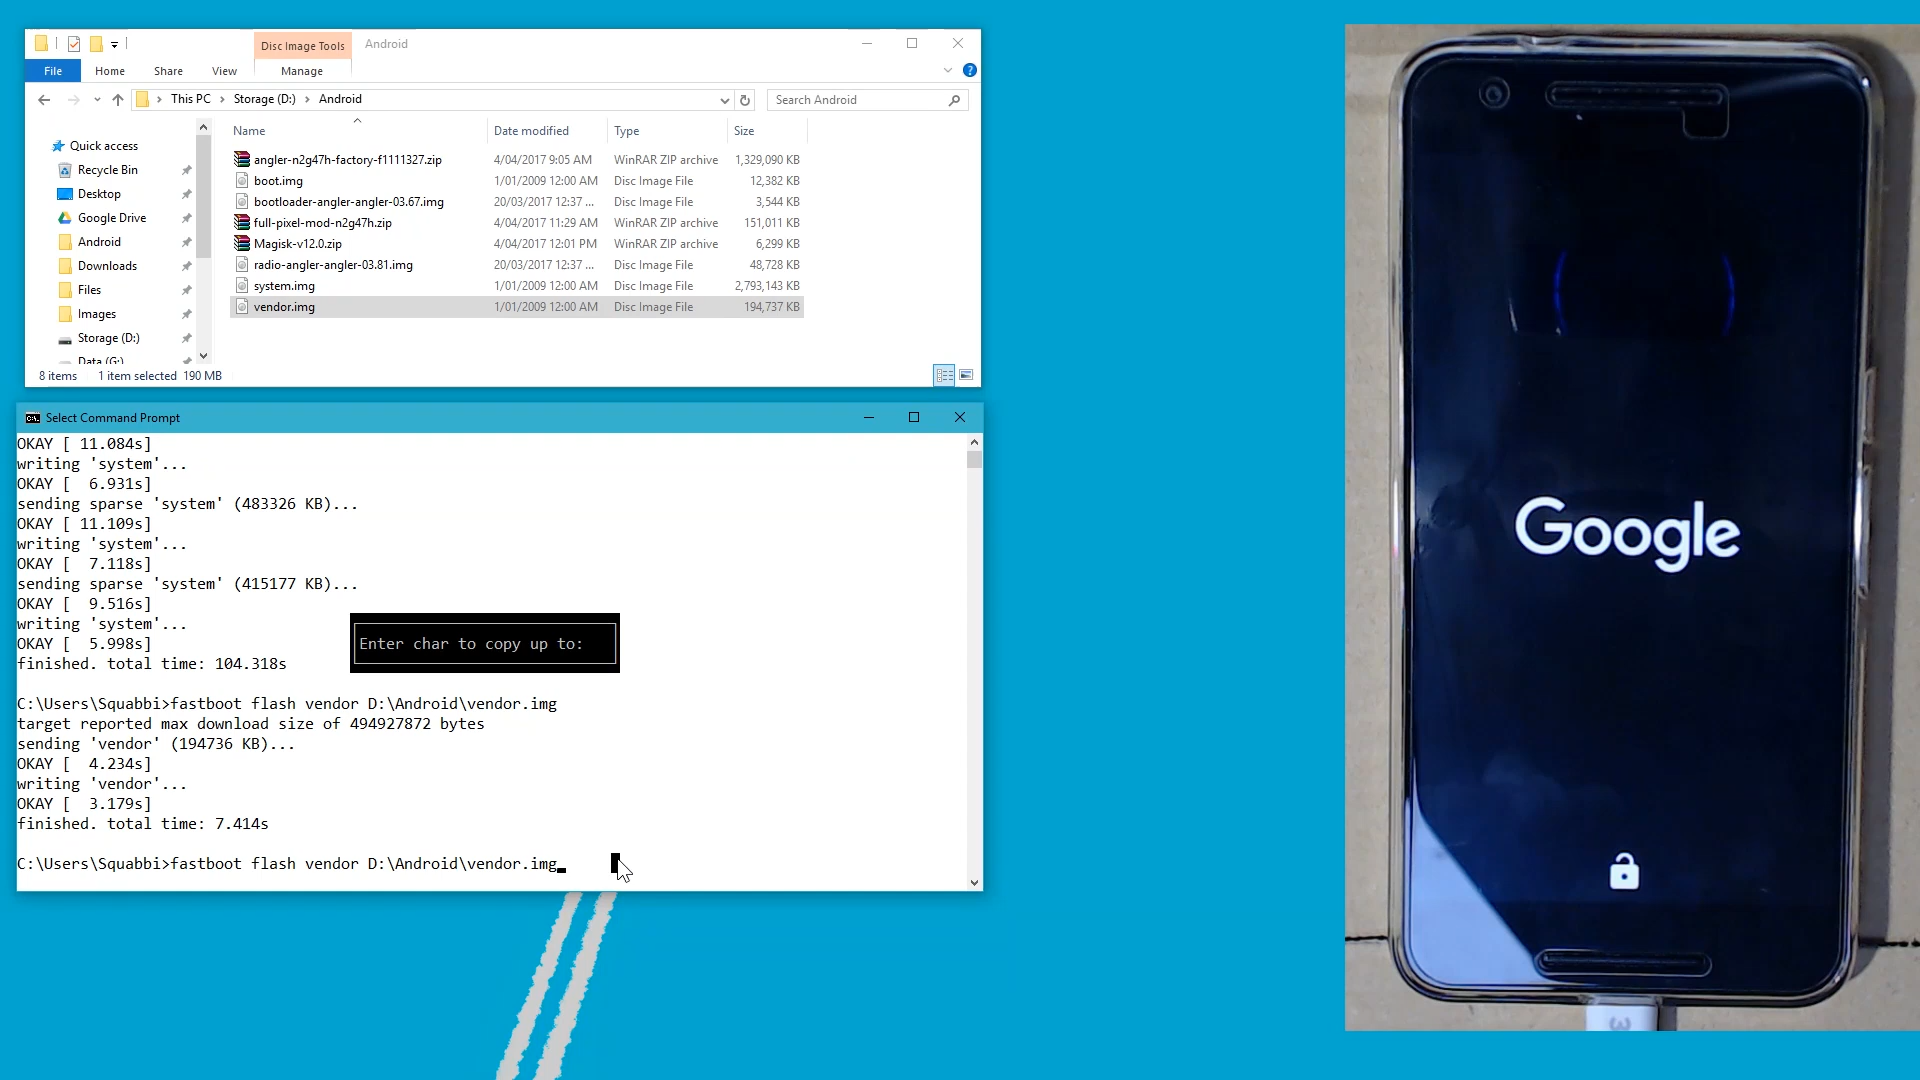 Disc Image Tools
Android
File
Home
Share
View
Manage
This PC
Storage (D:)
Android
Search Android
Quick access
Recycle Bin
Desktop
Google Drive
Android
Downloads
Files
Images
Storage (D:)
Data (G:)
Name Date modified Type Size
angler-n2g47h-factory-f1111327.zip 4/04/2017 9:05 AM WinRAR ZIP archive 1,329,090 KB
boot.img 1/01/2009 12:00 AM Disc Image File 12,382 KB
bootloader-angler-angler-03.67.img 20/03/2017 12:37 ... Disc Image File 3,544 KB
full-pixel-mod-n2g47h.zip 4/04/2017 11:29 AM WinRAR ZIP archive 151,011 KB
Magisk-v12.0.zip 4/04/2017 12:01 PM WinRAR ZIP archive 6,299 KB
radio-angler-angler-03.81.img 20/03/2017 12:37 ... Disc Image File 48,728 KB
system.img 1/01/2009 12:00 AM Disc Image File 2,793,143 KB
vendor.img 1/01/2009 12:00 AM Disc Image File 194,737 KB
8 items 1 item selected 190 MB
Select Command Prompt
OKAY [ 11.084s]
writing 'system'...
OKAY [  6.931s]
sending sparse 'system' (483326 KB)...
OKAY [ 11.109s]
writing 'system'...
OKAY [  7.118s]
sending sparse 'system' (415177 KB)...
OKAY [  9.516s]
writing 'system'...
OKAY [  5.998s]
finished. total time: 104.318s
Enter char to copy up to:
C:\Users\Squabbi>fastboot flash vendor D:\Android\vendor.img
target reported max download size of 494927872 bytes
sending 'vendor' (194736 KB)...
OKAY [  4.234s]
writing 'vendor'...
OKAY [  3.179s]
finished. total time: 7.414s
C:\Users\Squabbi>fastboot flash vendor D:\Android\vendor.img
Google